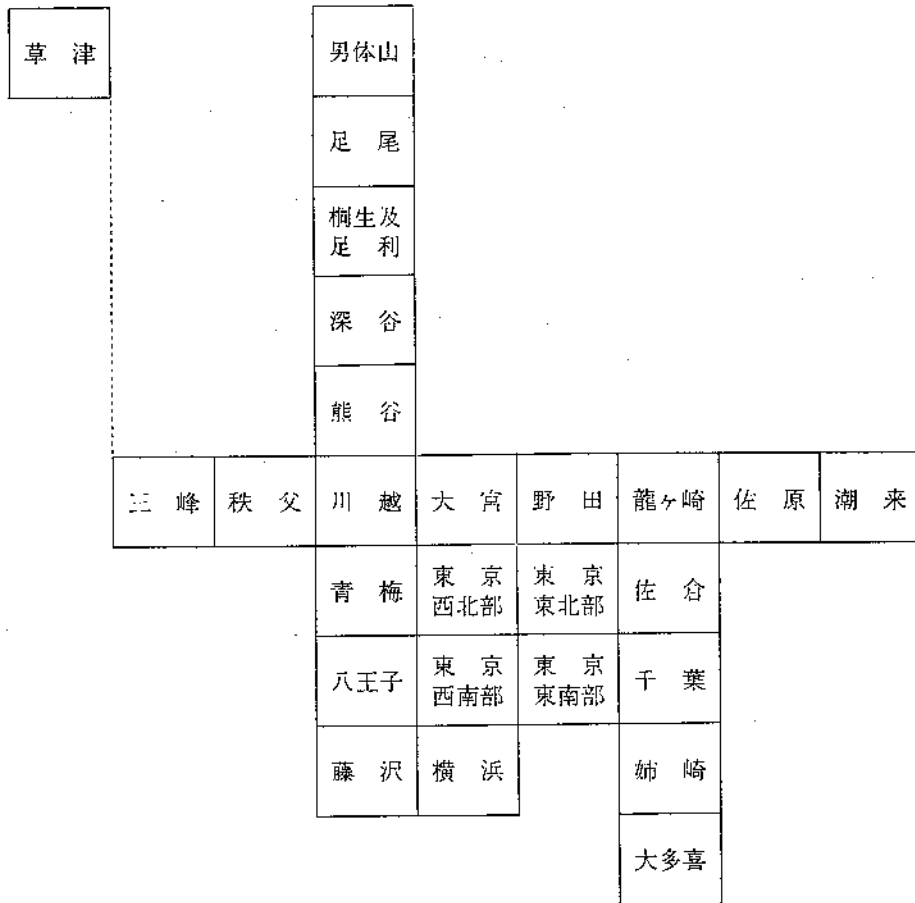 草津
男体山
足尾
桐生及
足利
深谷
熊谷
三峰
秩父
川越
大宮
野田
龍ヶ崎
佐原
潮来
青梅
東京
西北部
東京
東北部
佐倉
八王子
東京
西南部
東京
東南部
千葉
藤沢
横浜
姉崎
大多喜